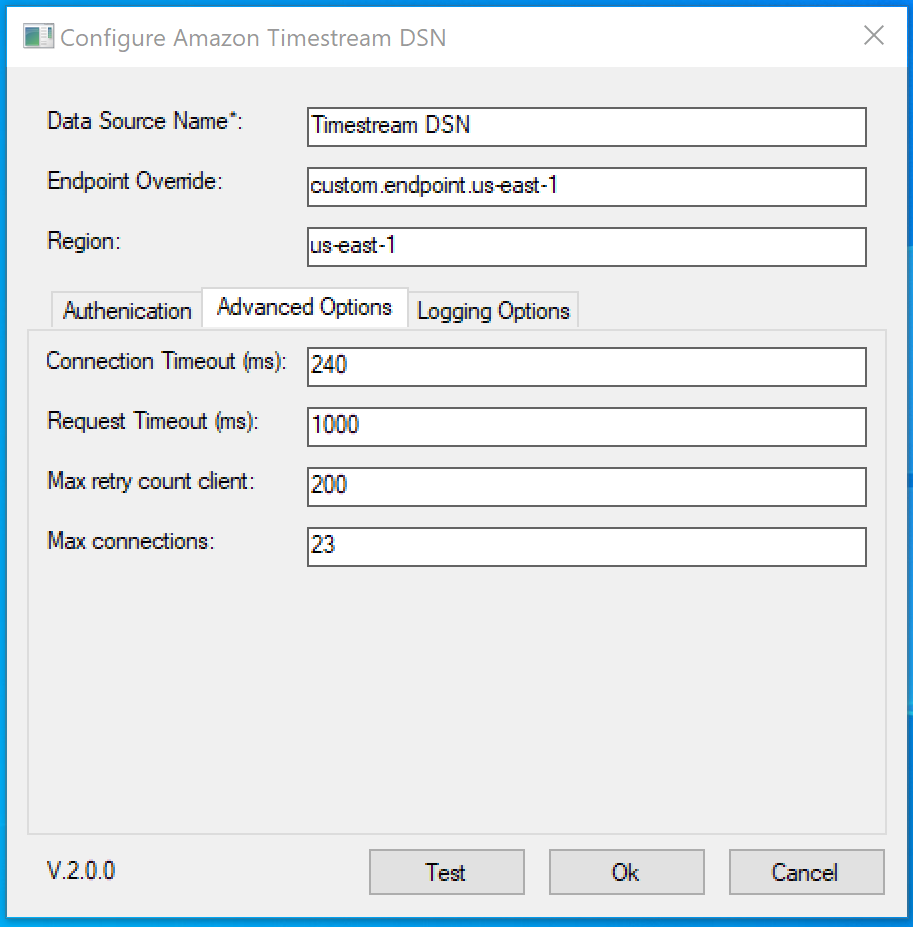 Configure Amazon Timestream DSN
Data Source Name*: Timestream DSN
Endpoint Override: custom.endpoint.us-east-1
Region: us-east-1
Authenication Advanced Options Logging Options
Connection Timeout (ms): 240
Request Timeout (ms): 1000
Max retry count client: 200
Max connections: 23
V.2.0.0 Test Ok Cancel